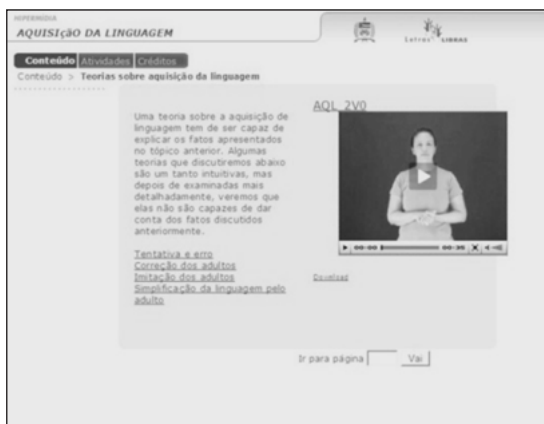 HIPERMÍDIA
AQUISIÇÃO DA LINGUAGEM
Letras LIBRAS
Conteúdo Atividades Créditos
Conteúdo > Teorias sobre aquisição da linguagem
AQL_2V0
Uma teoria sobre a aquisição de
linguagem tem de ser capaz de
explicar os fatos apresentados
no tópico anterior. Algumas
teorias que discutiremos abaixo
são um tanto intuitivas, mas
depois de examinadas mais
detalhadamente, veremos que
elas não são capazes de dar
conta dos fatos discutidos
anteriormente.
Tentativa e erro
Correção dos adultos
Imitação dos adultos
Simplificação da linguagem pelo
adulto
00:00 00:35
Download
Ir para página Vai